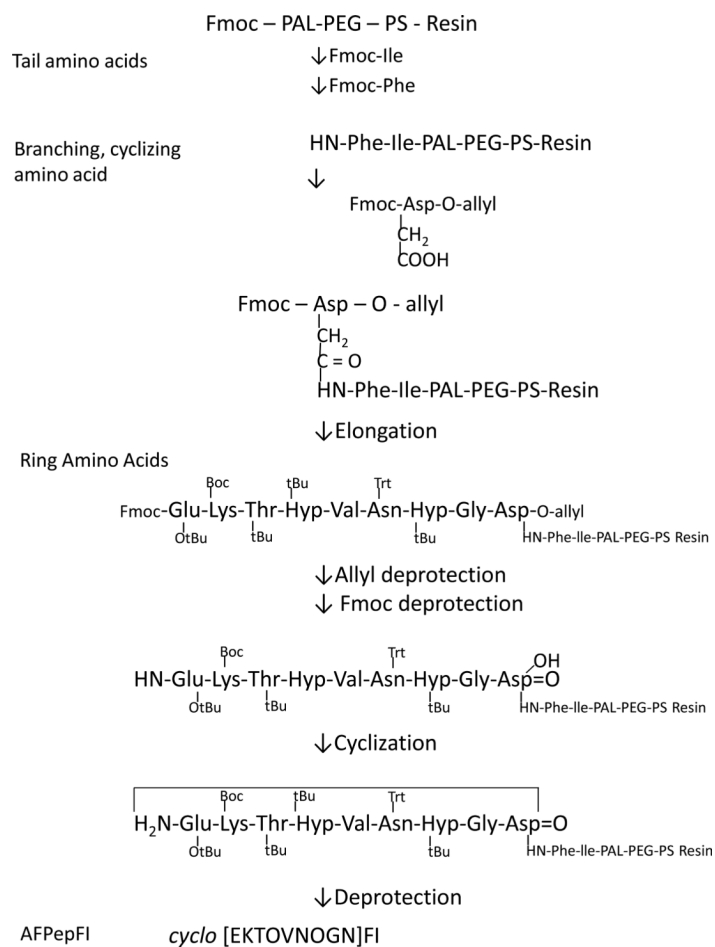 Fmoc – PAL-PEG – PS - Resin
Tail amino acids
↓Fmoc-Ile
↓Fmoc-Phe
Branching, cyclizing
amino acid
HN-Phe-Ile-PAL-PEG-PS-Resin
↓
Fmoc-Asp-O-allyl
CH2
COOH
Fmoc – Asp – O - allyl
CH2
C = O
HN-Phe-Ile-PAL-PEG-PS-Resin
↓Elongation
Ring Amino Acids
Boc tBu Trt
Fmoc-Glu-Lys-Thr-Hyp-Val-Asn-Hyp-Gly-Asp-O-allyl
OtBu tBu tBu HN-Phe-Ile-PAL-PEG-PS Resin
↓Allyl deprotection
↓ Fmoc deprotection
Boc Trt OH
HN-Glu-Lys-Thr-Hyp-Val-Asn-Hyp-Gly-Asp=O
OtBu tBu tBu HN-Phe-Ile-PAL-PEG-PS Resin
↓Cyclization
Boc tBu Trt
H2N-Glu-Lys-Thr-Hyp-Val-Asn-Hyp-Gly-Asp=O
OtBu tBu tBu HN-Phe-Ile-PAL-PEG-PS Resin
↓Deprotection
AFPepFI cyclo [EKTOVNOGN]FI